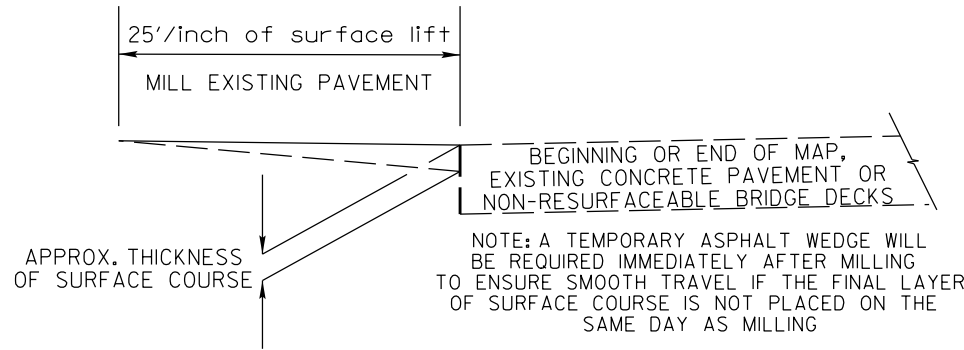 25'/inch of surface lift
MILL EXISTING PAVEMENT
BEGINNING OR END OF MAP,
EXISTING CONCRETE PAVEMENT OR
NON-RESURFACEABLE BRIDGE DECKS
APPROX. THICKNESS
OF SURFACE COURSE
NOTE: A TEMPORARY ASPHALT WEDGE WILL
BE REQUIRED IMMEDIATELY AFTER MILLING
TO ENSURE SMOOTH TRAVEL IF THE FINAL LAYER
OF SURFACE COURSE IS NOT PLACED ON THE
SAME DAY AS MILLING